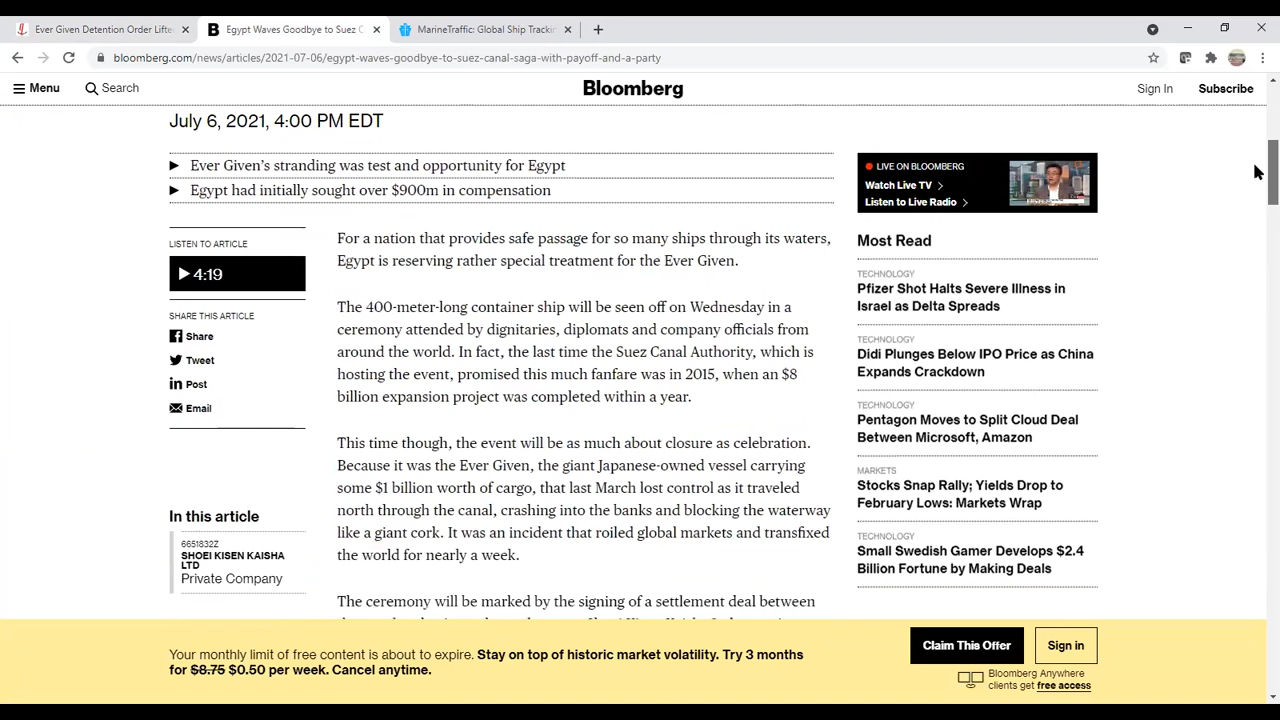 Ever Given Detention Order Lifte
Egypt Waves Goodbye to Suez C
MarineTraffic: Global Ship Trackin
bloomberg.com/news/articles/2021-07-06/egypt-waves-goodbye-to-suez-canal-saga-with-payoff-and-a-party
Menu
Search
Bloomberg
Sign In
Subscribe
July 6, 2021, 4:00 PM EDT
Ever Given's stranding was test and opportunity for Egypt
Egypt had initially sought over $900m in compensation
LISTEN TO ARTICLE
4:19
SHARE THIS ARTICLE
Share
Tweet
Post
Email
In this article
6651832Z
SHOEI KISEN KAISHA
LTD
Private Company
For a nation that provides safe passage for so many ships through its waters,
Egypt is reserving rather special treatment for the Ever Given.
The 400-meter-long container ship will be seen off on Wednesday in a
ceremony attended by dignitaries, diplomats and company officials from
around the world. In fact, the last time the Suez Canal Authority, which is
hosting the event, promised this much fanfare was in 2015, when an $8
billion expansion project was completed within a year.
This time though, the event will be as much about closure as celebration.
Because it was the Ever Given, the giant Japanese-owned vessel carrying
some $1 billion worth of cargo, that last March lost control as it traveled
north through the canal, crashing into the banks and blocking the waterway
like a giant cork. It was an incident that roiled global markets and transfixed
the world for nearly a week.
The ceremony will be marked by the signing of a settlement deal between
LIVE ON BLOOMBERG
Watch Live TV
Listen to Live Radio
Most Read
TECHNOLOGY
Pfizer Shot Halts Severe Illness in
Israel as Delta Spreads
TECHNOLOGY
Didi Plunges Below IPO Price as China
Expands Crackdown
TECHNOLOGY
Pentagon Moves to Split Cloud Deal
Between Microsoft, Amazon
MARKETS
Stocks Snap Rally; Yields Drop to
February Lows: Markets Wrap
TECHNOLOGY
Small Swedish Gamer Develops $2.4
Billion Fortune by Making Deals
Your monthly limit of free content is about to expire. Stay on top of historic market volatility. Try 3 months
for $8.75 $0.50 per week. Cancel anytime.
Claim This Offer
Sign in
Bloomberg Anywhere
clients get free access